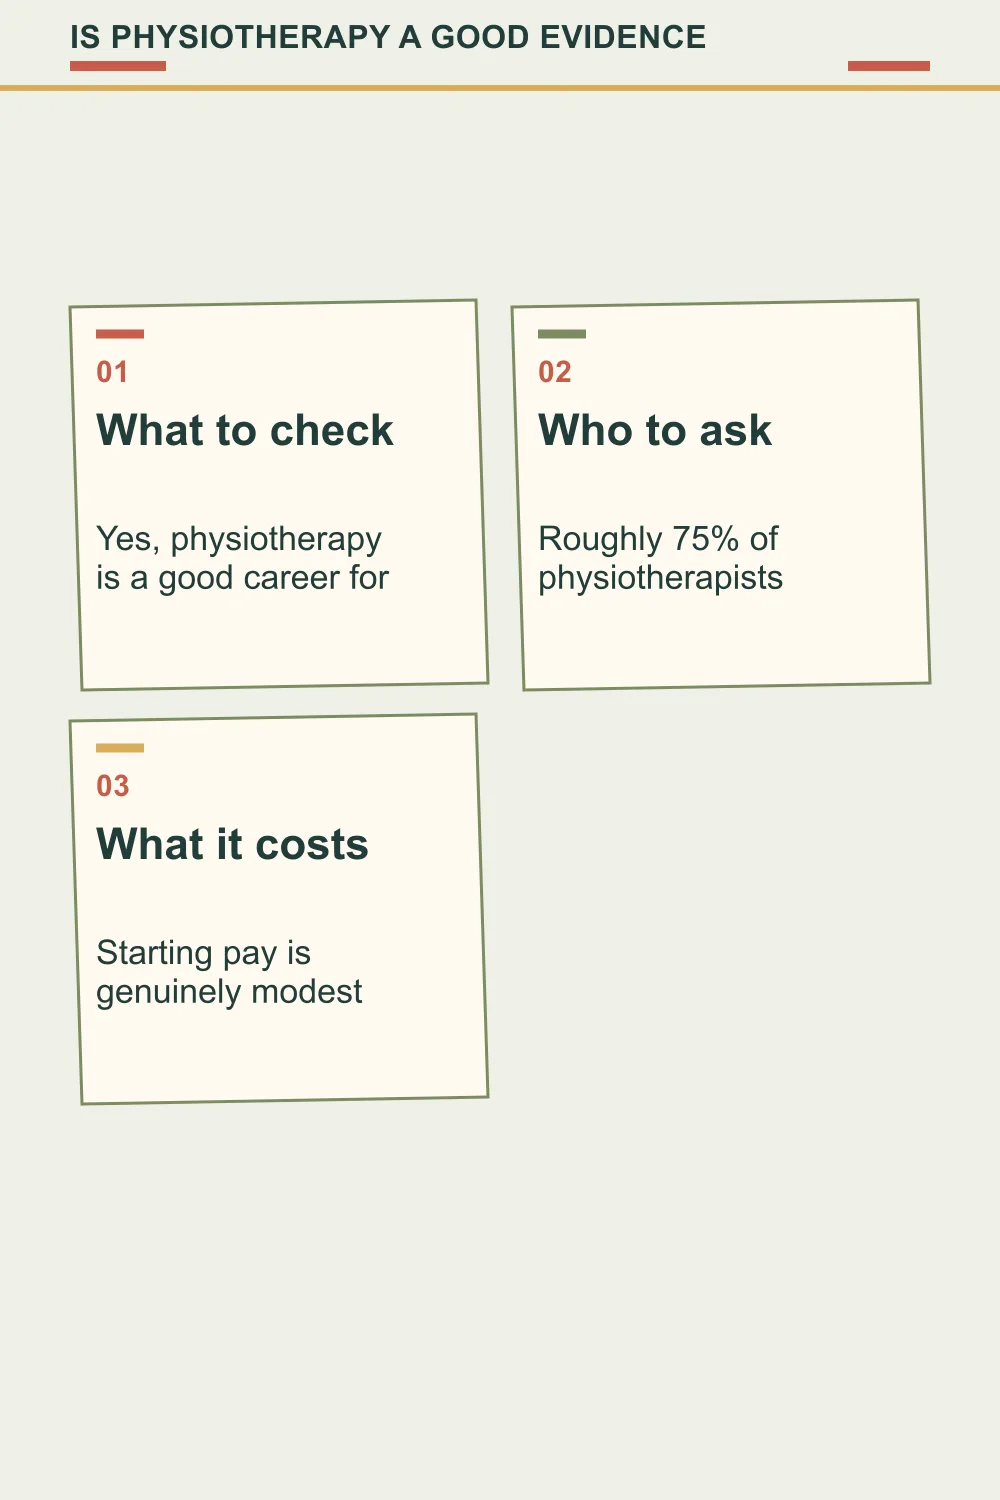 IS PHYSIOTHERAPY A GOOD EVIDENCE
01
What to check
Yes, physiotherapy
is a good career for
02
Who to ask
Roughly 75% of
physiotherapists
03
What it costs
Starting pay is
genuinely modest